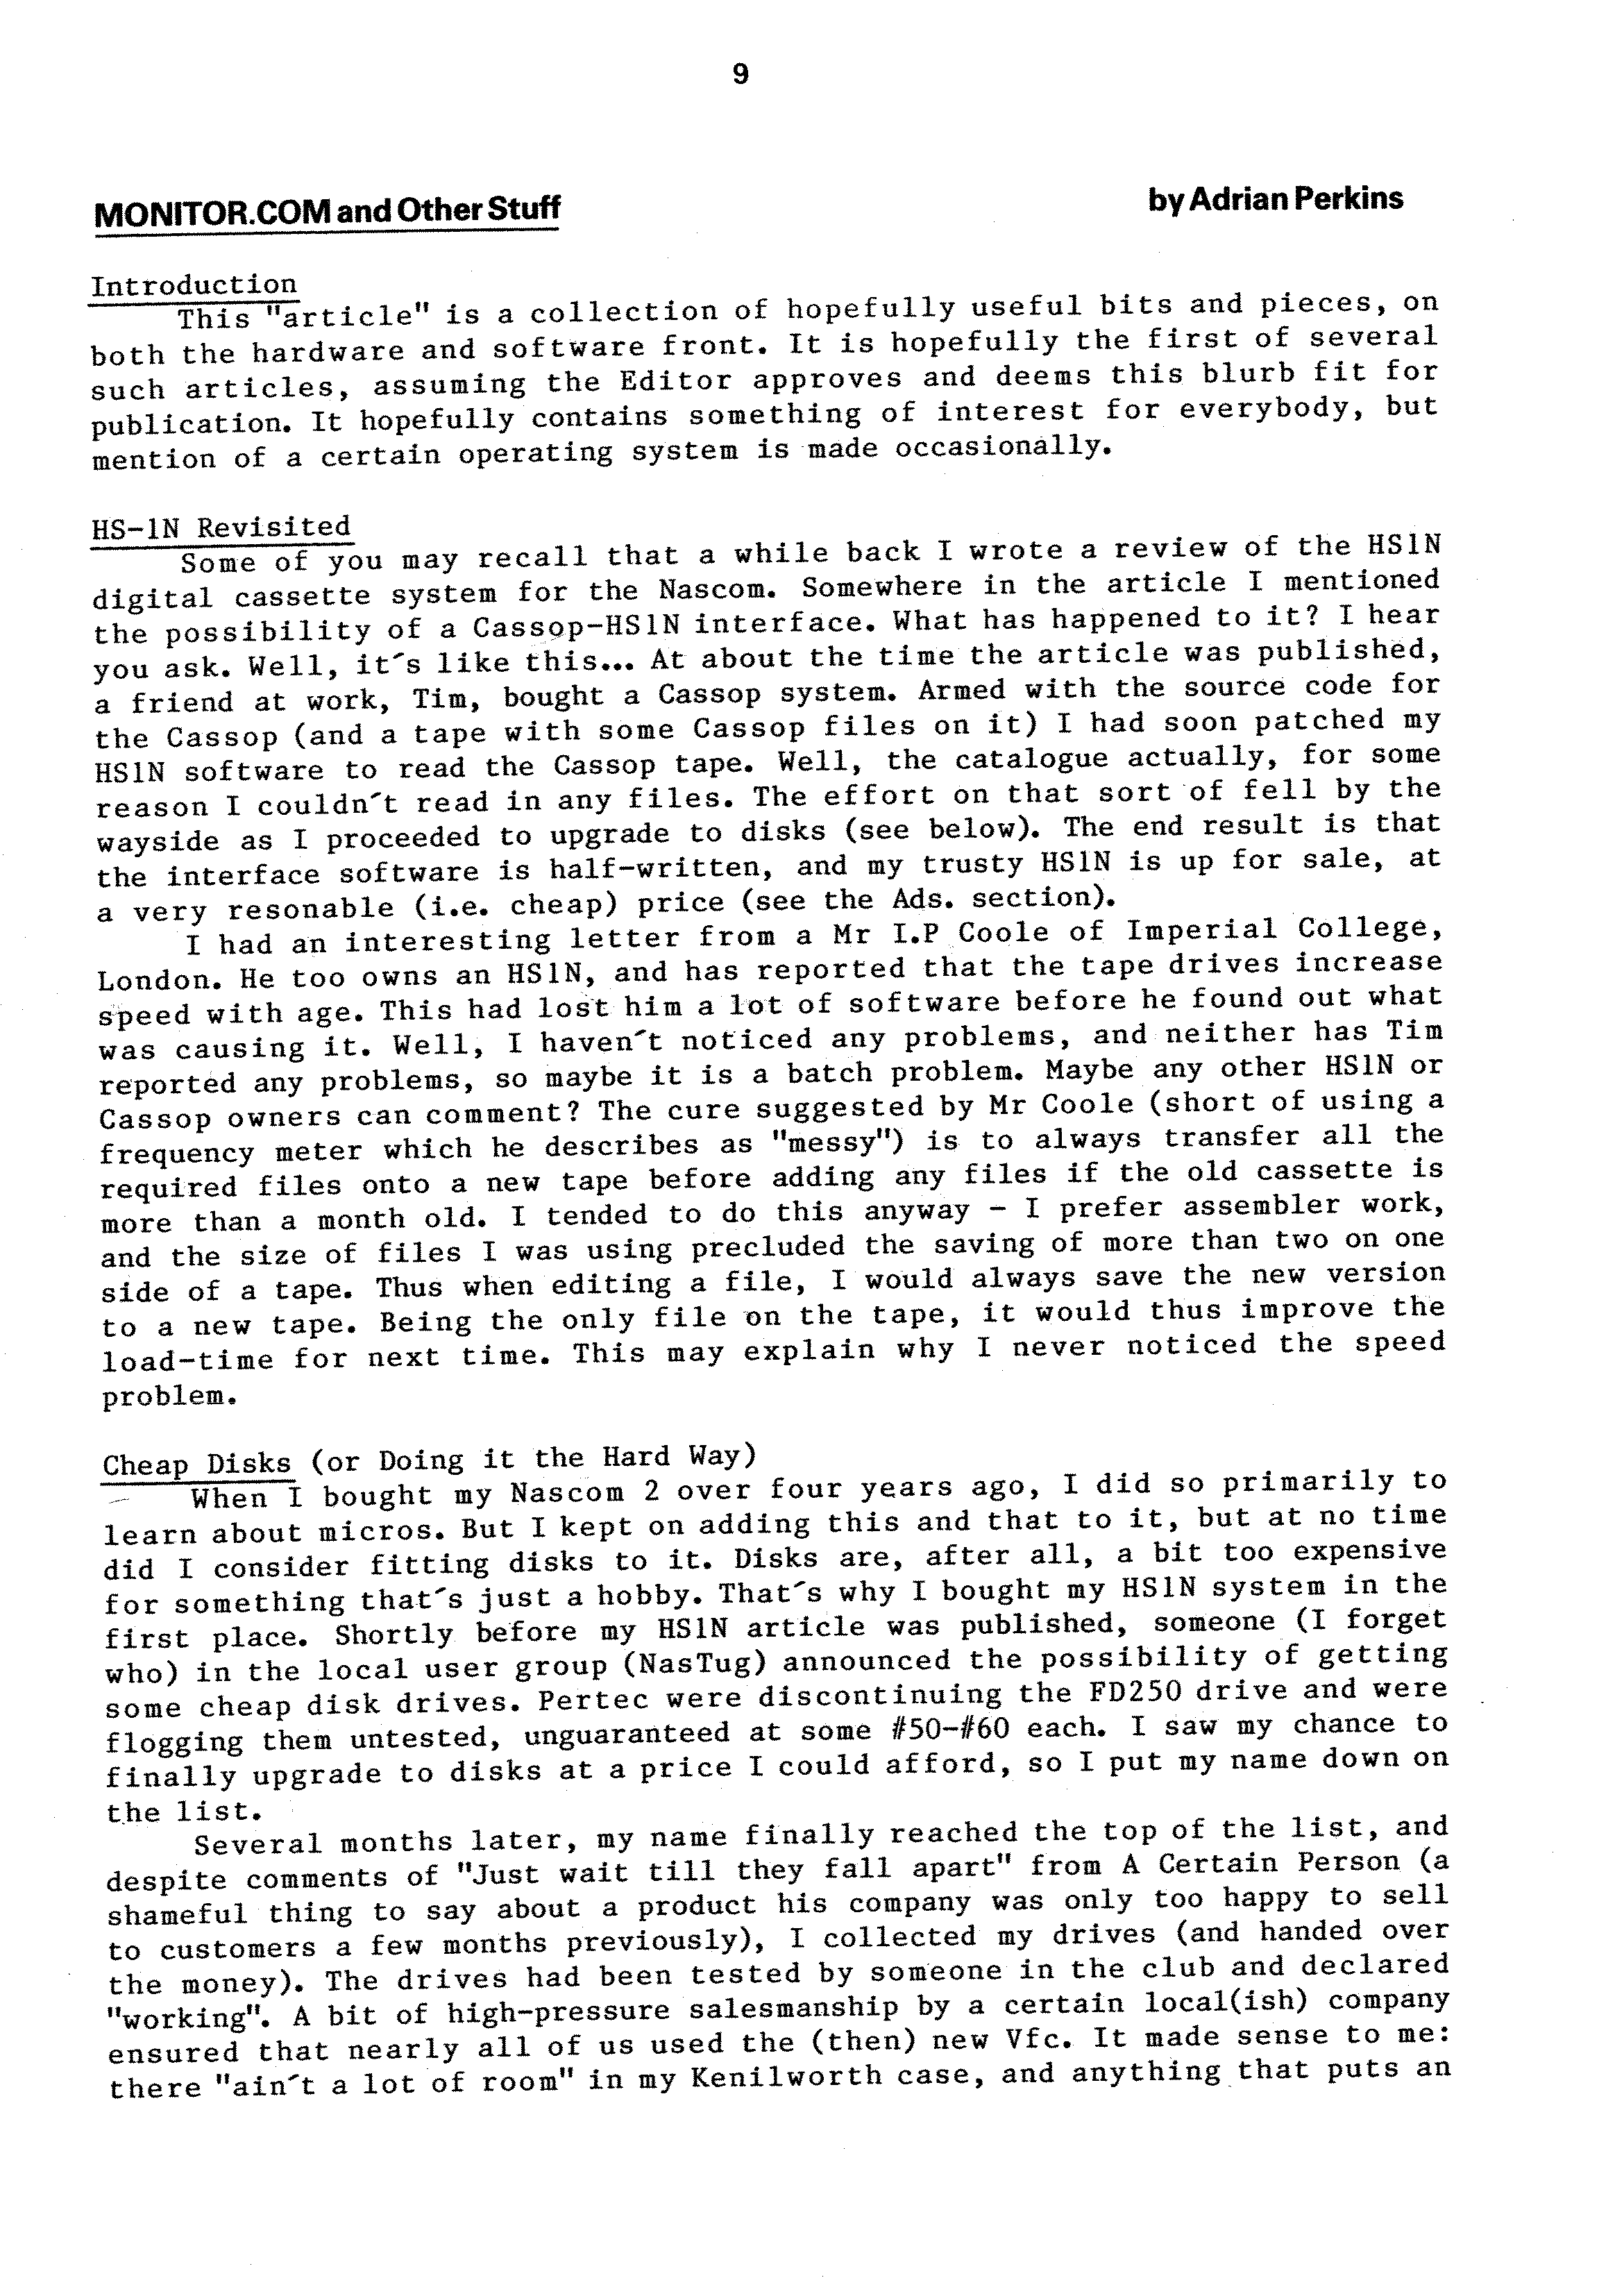 9
MONITOR.COM and Other Stuff by Adrian Perkins
Introduction
This "article" is a collection of hopefully useful bits and pieces, on
both the hardware and software front. It is hopefully the first of several
such articles, assuming the Editor approves and deems this blurb fit for
publication. It hopefully contains something of interest for everybody, but
mention of a certain operating system is made occasionally.
HS-1N Revisited
Some of you may recall that a while back I wrote a review of the HS1N
digital cassette system for the Nascom. Somewhere in the article I mentioned
the possibility of a Cassop-HS1N interface. What has happened to it? I hear
you ask. Well, it's like this... At about the time the article was published,
a friend at work, Tim, bought a Cassop system. Armed with the source code for
the Cassop (and a tape with some Cassop files on it) I had soon patched my
HS1N software to read the Cassop tape. Well, the catalogue actually, for some
reason I couldn't read in any files. The effort on that sort of fell by the
wayside as I proceeded to upgrade to disks (see below). The end result is that
the interface software is half-written, and my trusty HS1N is up for sale, at
a very resonable (i.e. cheap) price (see the Ads. section).
I had an interesting letter from a Mr I.P Coole of Imperial College,
London. He too owns an HS1N, and has reported that the tape drives increase
speed with age. This had lost him a lot of software before he found out what
was causing it. Well, I haven't noticed any problems, and neither has Tim
reported any problems, so maybe it is a batch problem. Maybe any other HS1N or
Cassop owners can comment? The cure suggested by Mr Coole (short of using a
frequency meter which he describes as "messy") is to always transfer all the
required files onto a new tape before adding any files if the old cassette is
more than a month old. I tended to do this anyway - I prefer assembler work,
and the size of files I was using precluded the saving of more than two on one
side of a tape. Thus when editing a file, I would always save the new version
to a new tape. Being the only file on the tape, it would thus improve the
load-time for next time. This may explain why I never noticed the speed
problem.
Cheap Disks (or Doing it the Hard Way)
When I bought my Nascom 2 over four years ago, I did so primarily to
learn about micros. But I kept on adding this and that to it, but at no time
did I consider fitting disks to it. Disks are, after all, a bit too expensive
for something that's just a hobby. That's why I bought my HS1N system in the
first place. Shortly before my HS1N article was published, someone (I forget
who) in the local user group (NasTug) announced the possibility of getting
some cheap disk drives. Pertec were discontinuing the FD250 drive and were
flogging them untested, unguaranteed at some #50-#60 each. I saw my chance to
finally upgrade to disks at a price I could afford, so I put my name down on
the list.
Several months later, my name finally reached the top of the list, and
despite comments of "Just wait till they fall apart" from A Certain Person (a
shameful thing to say about a product his company was only too happy to sell
to customers a few months previously), I collected my drives (and handed over
the money). The drives had been tested by someone in the club and declared
"working". A bit of high-pressure salesmanship by a certain local(ish) company
ensured that nearly all of us used the (then) new Vfc. It made sense to me:
there "ain't a lot of room" in my Kenilworth case, and anything that puts an